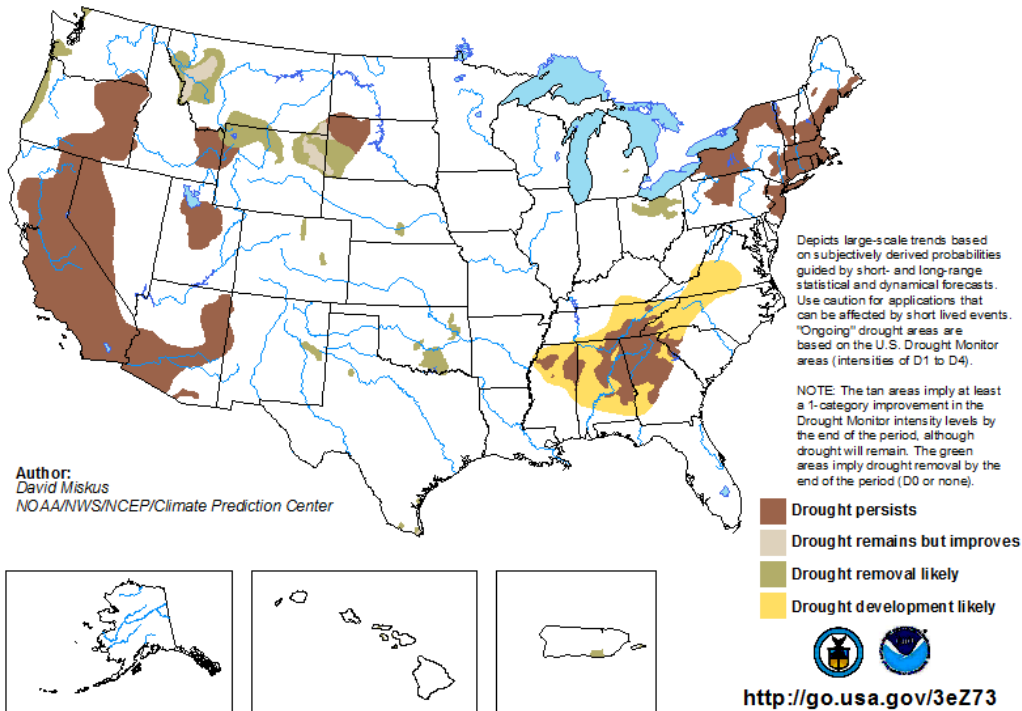 Depicts large-scale trends based
on subjectively derived probabilities
guided by short- and long-range
statistical and dynamical forecasts.
Use caution for applications that
can be affected by short lived events.
"Ongoing" drought areas are
based on the U.S. Drought Monitor
areas (intensities of D1 to D4).
NOTE: The tan areas imply at least
a 1-category improvement in the
Drought Monitor intensity levels by
the end of the period, although
drought will remain. The green
areas imply drought removal by the
end of the period (D0 or none).
Author:
David Miskus
NOAA/NWS/NCEP/Climate Prediction Center
Drought persists
Drought remains but improves
Drought removal likely
Drought development likely
http://go.usa.gov/3eZ73